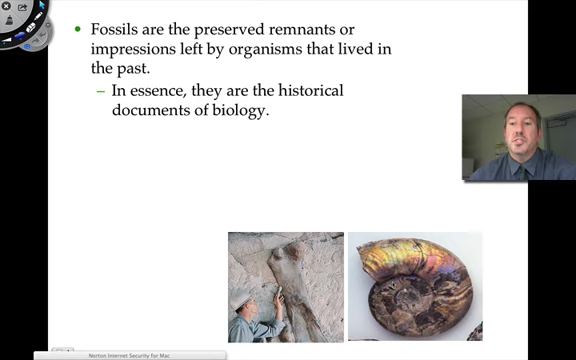 • Fossils are the preserved remnants or
impressions left by organisms that lived in
the past.
– In essence, they are the historical
documents of biology.
Norton Internet Security for Mac